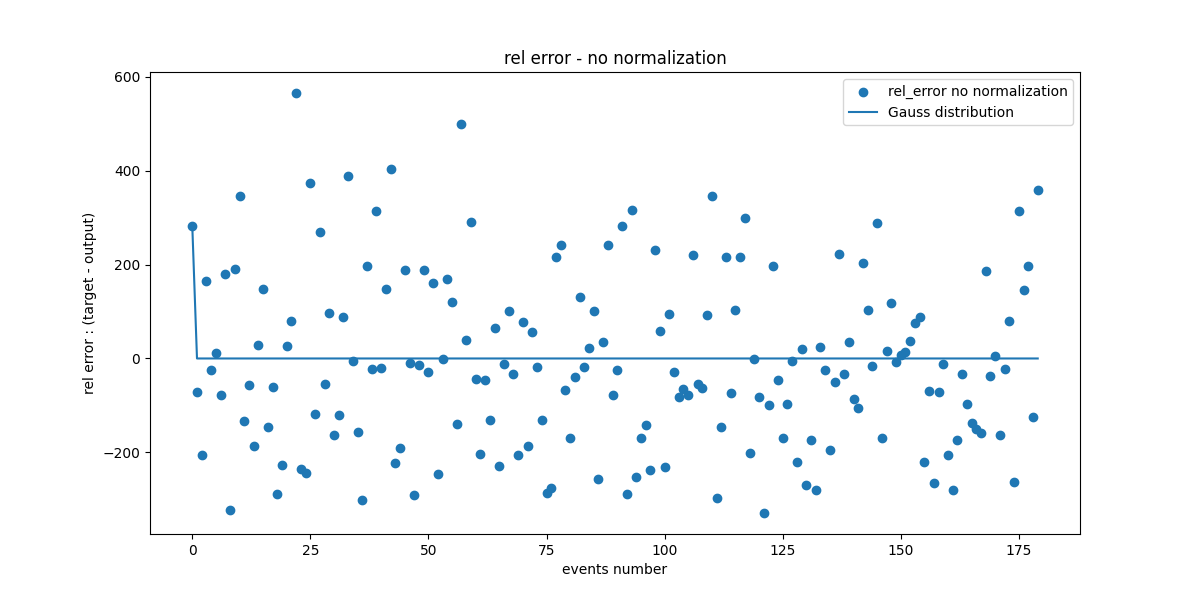 rel error - no normalization
rel_error no normalization
Gauss distribution
600
400
200
0
−200
rel error : (target - output)
0
25
50
75
100
125
150
175
events number